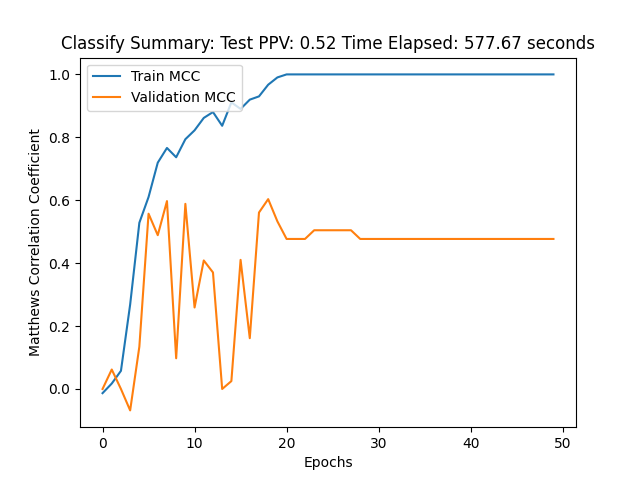 Classify Summary: Test PPV: 0.52 Time Elapsed: 577.67 seconds
Train MCC
Validation MCC
Matthews Correlation Coefficient
1.0
0.8
0.6
0.4
0.2
0.0
0 10 20 30 40 50
Epochs